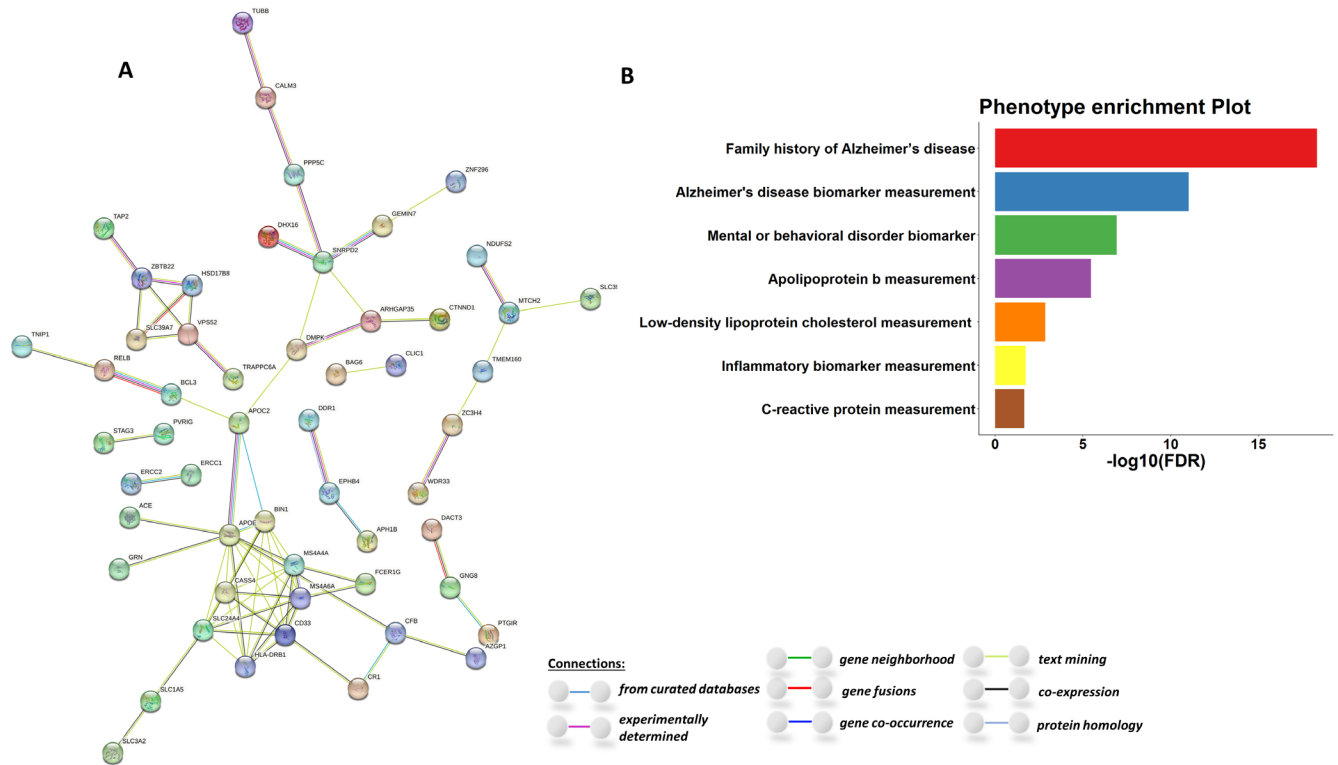 A
TUBB
CALM3
PPP5C
ZNF296
GEMIN7
DHX16
SNRPD2
TAP2
ZBTB22
HSD17B8
NDUFS2
SLC39A7
VPS52
ARHGAP35
CTNND1
MTCH2
TNIP1
DMPK
RELB
TRAPPC6A
BAG6
CLIC1
TMEM160
BCL3
APOC2
DDR1
ZC3H4
STAG3
PVRIG
ERCC2
ERCC1
EPHB4
WDR33
ACE
APOE
BIN1
APH1B
DACT3
GRN
MS4A4A
FCER1G
CASS4
MS4A6A
GNG8
SLC24A4
CD33
CFB
PTGIR
HLA-DRB1
AZGP1
CR1
SLC1A5
SLC3A2
B
Phenotype enrichment Plot
Family history of Alzheimer's disease
Alzheimer's disease biomarker measurement
Mental or behavioral disorder biomarker
Apolipoprotein b measurement
Low-density lipoprotein cholesterol measurement
Inflammatory biomarker measurement
C-reactive protein measurement
0 5 10 15
-log10(FDR)
Connections:
from curated databases
experimentally
determined
gene neighborhood
gene fusions
gene co-occurrence
text mining
co-expression
protein homology